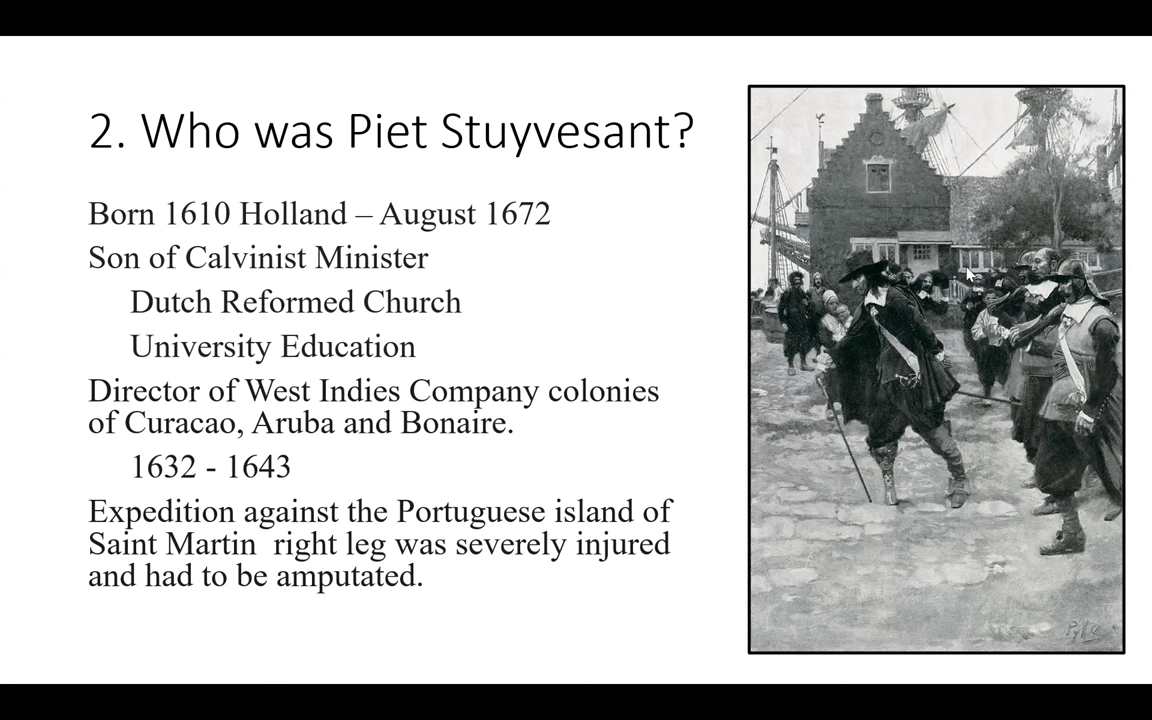 2. Who was Piet Stuyvesant?
Born 1610 Holland – August 1672
Son of Calvinist Minister
Dutch Reformed Church
University Education
Director of West Indies Company colonies
of Curacao, Aruba and Bonaire.
1632 - 1643
Expedition against the Portuguese island of
Saint Martin  right leg was severely injured
and had to be amputated.